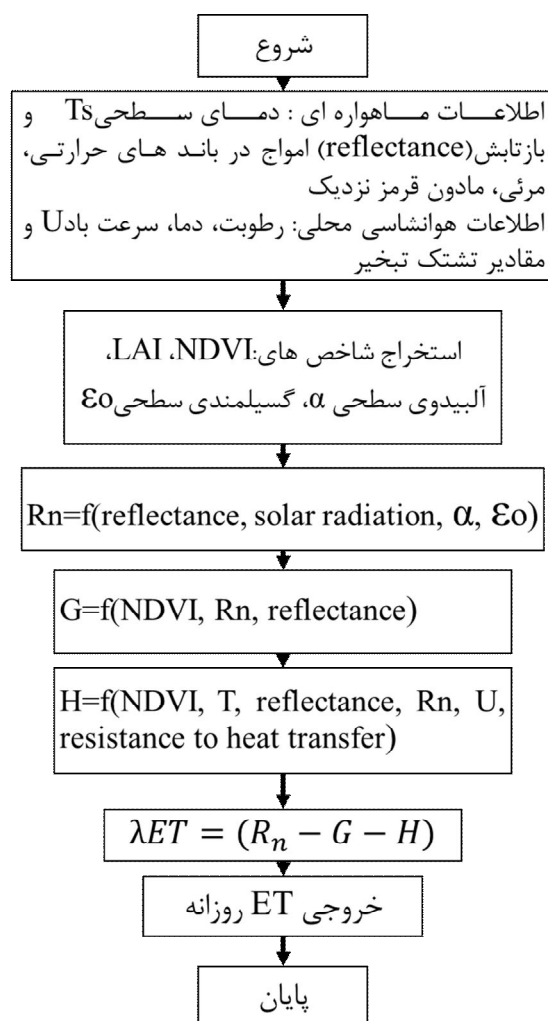 شروع
اطلاعات ماهواره ای : دمای سطحیTs و
بازتابش(reflectance) امواج در باند های حرارتی،
مرئی، مادون قرمز نزدیک
اطلاعات هوانشاسی محلی: رطوبت، دما، سرعت بادU و
مقادیر تشتک تبخیر
استخراج شاخص های:LAI ،NDVI،
آلبیدوی سطحی α، گسیلمندی سطحیεo
Rn=f(reflectance, solar radiation, α, εo)
G=f(NDVI, Rn, reflectance)
H=f(NDVI, T, reflectance, Rn, U,
resistance to heat transfer)
λET = (Rₙ − G − H)
خروجی ET روزانه
پایان